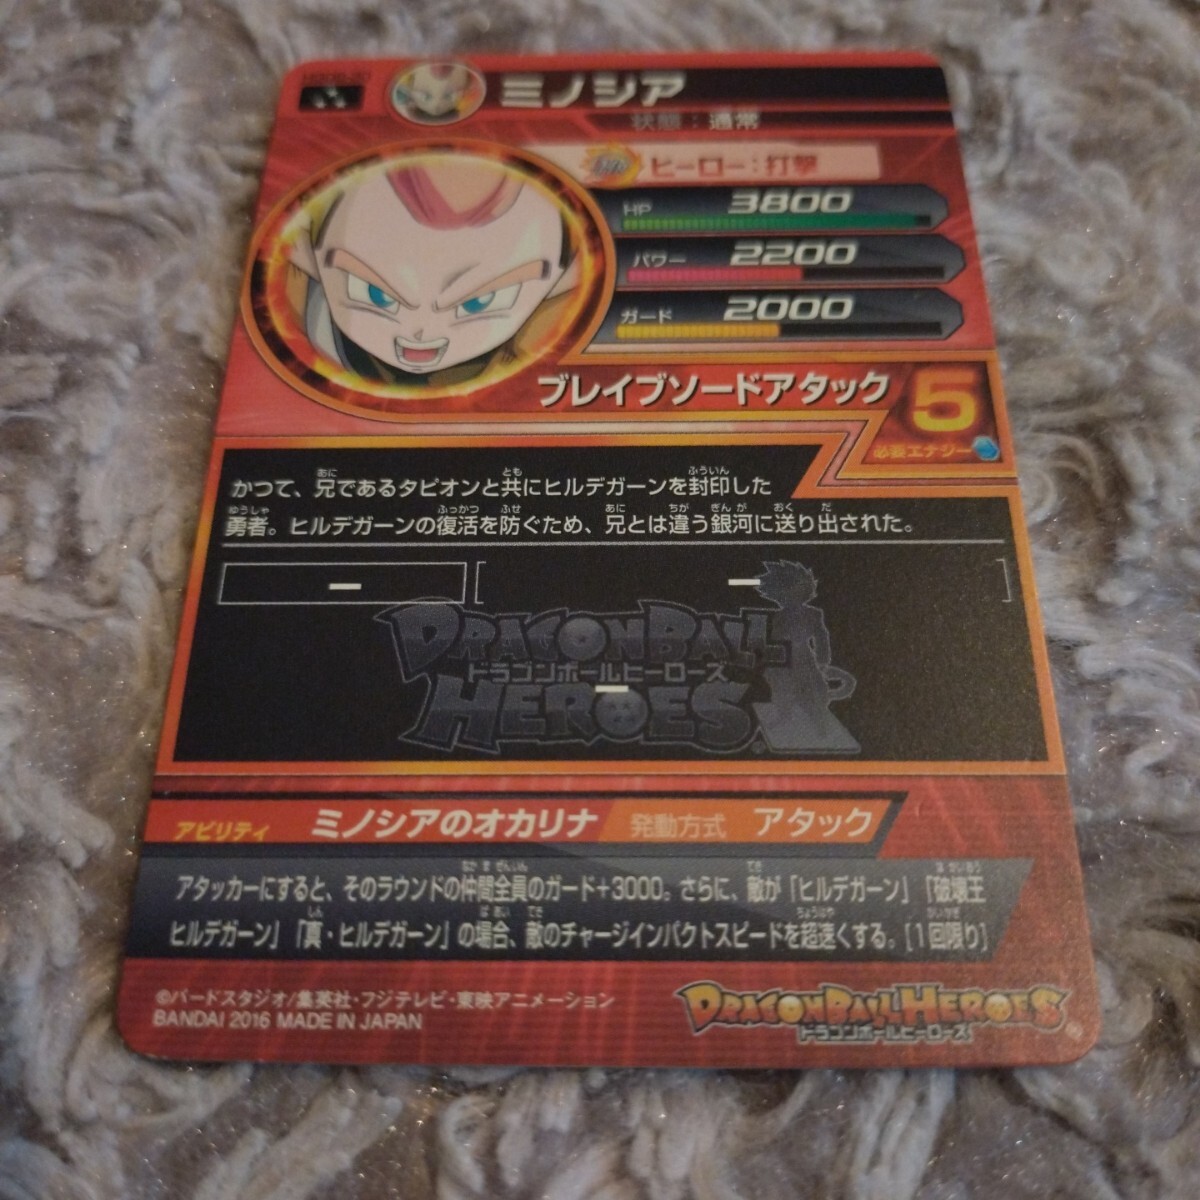 ミノシア
状態：通常
ヒーロー：打撃
HP 3800
パワー 2200
ガード 2000
ブレイブソードアタック 5
必要エナジー
かつて、兄であるタピオンと共にヒルデガーンを封印した
勇者。ヒルデガーンの復活を防ぐため、兄とは違う銀河に送り出された。
DRAGON BALL
ドラゴンボールヒーローズ
HEROES
アビリティ ミノシアのオカリナ 発動方式 アタック
アタッカーにすると、そのラウンドの仲間全員のガード+3000。さらに、敵が「ヒルデガーン」「破壊王
ヒルデガーン」「真・ヒルデガーン」の場合、敵のチャージインパクトスピードを超速くする。[1回限り]
©バードスタジオ/集英社・フジテレビ・東映アニメーション
BANDAI 2016 MADE IN JAPAN
DRAGON BALL HEROES
ドラゴンボールヒーローズ